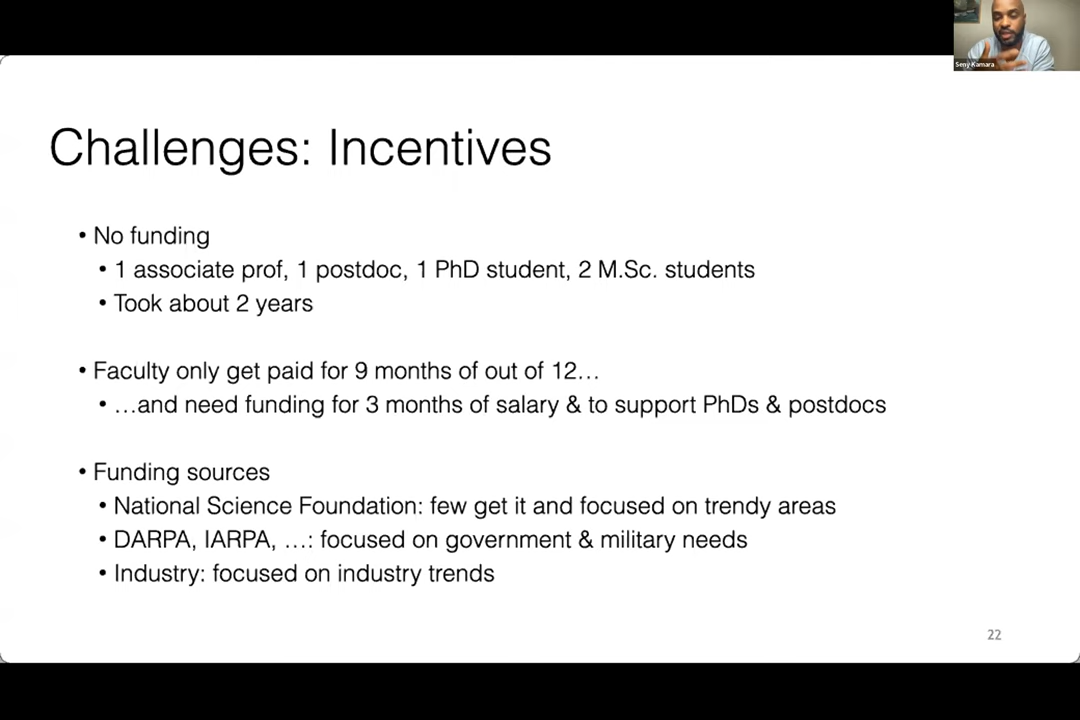 Seny Kamara
Challenges: Incentives
• No funding
• 1 associate prof, 1 postdoc, 1 PhD student, 2 M.Sc. students
• Took about 2 years
• Faculty only get paid for 9 months of out of 12…
• …and need funding for 3 months of salary & to support PhDs & postdocs
• Funding sources
• National Science Foundation: few get it and focused on trendy areas
• DARPA, IARPA, …: focused on government & military needs
• Industry: focused on industry trends
22